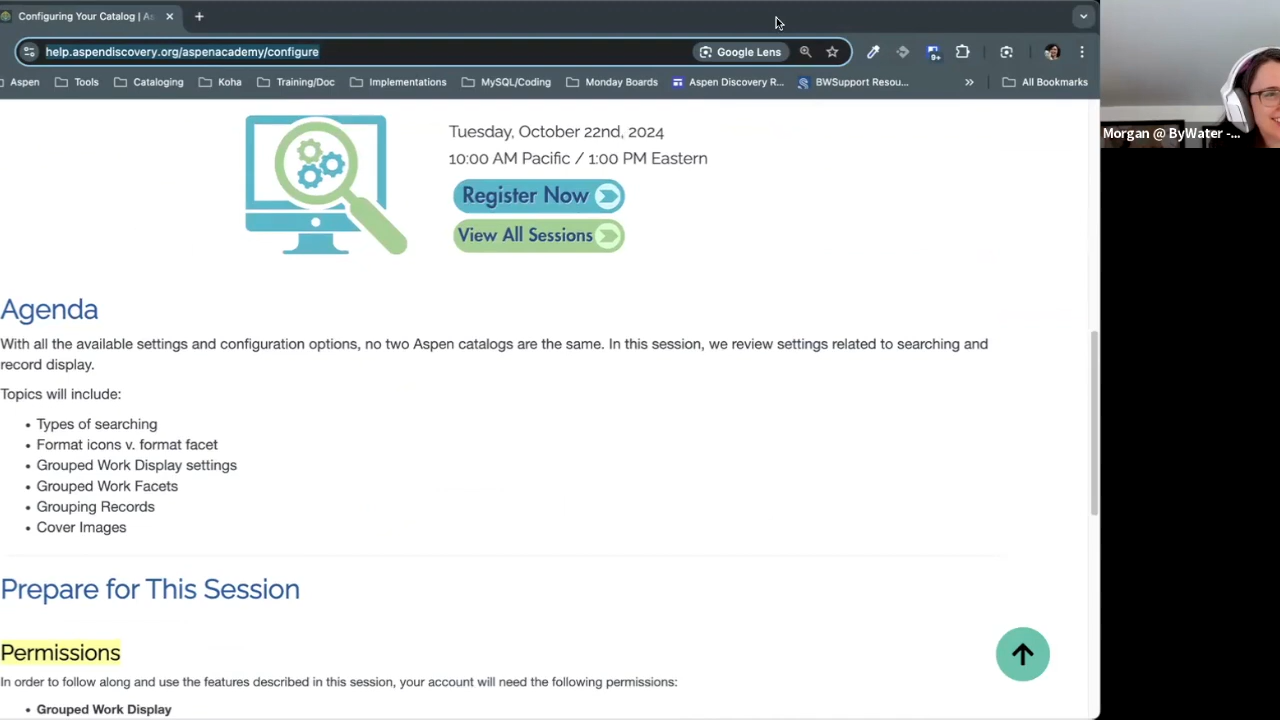 Configuring Your Catalog | As
help.aspendiscovery.org/aspenacademy/configure
Google Lens
9+
Aspen
Tools
Cataloging
Koha
Training/Doc
Implementations
MySQL/Coding
Monday Boards
Aspen Discovery R...
BWSupport Resou...
»
All Bookmarks
Morgan @ ByWater -...
Tuesday, October 22nd, 2024
10:00 AM Pacific / 1:00 PM Eastern
Register Now
View All Sessions
Agenda
With all the available settings and configuration options, no two Aspen catalogs are the same. In this session, we review settings related to searching and
record display.
Topics will include:
• Types of searching
• Format icons v. format facet
• Grouped Work Display settings
• Grouped Work Facets
• Grouping Records
• Cover Images
Prepare for This Session
Permissions
In order to follow along and use the features described in this session, your account will need the following permissions:
• Grouped Work Display